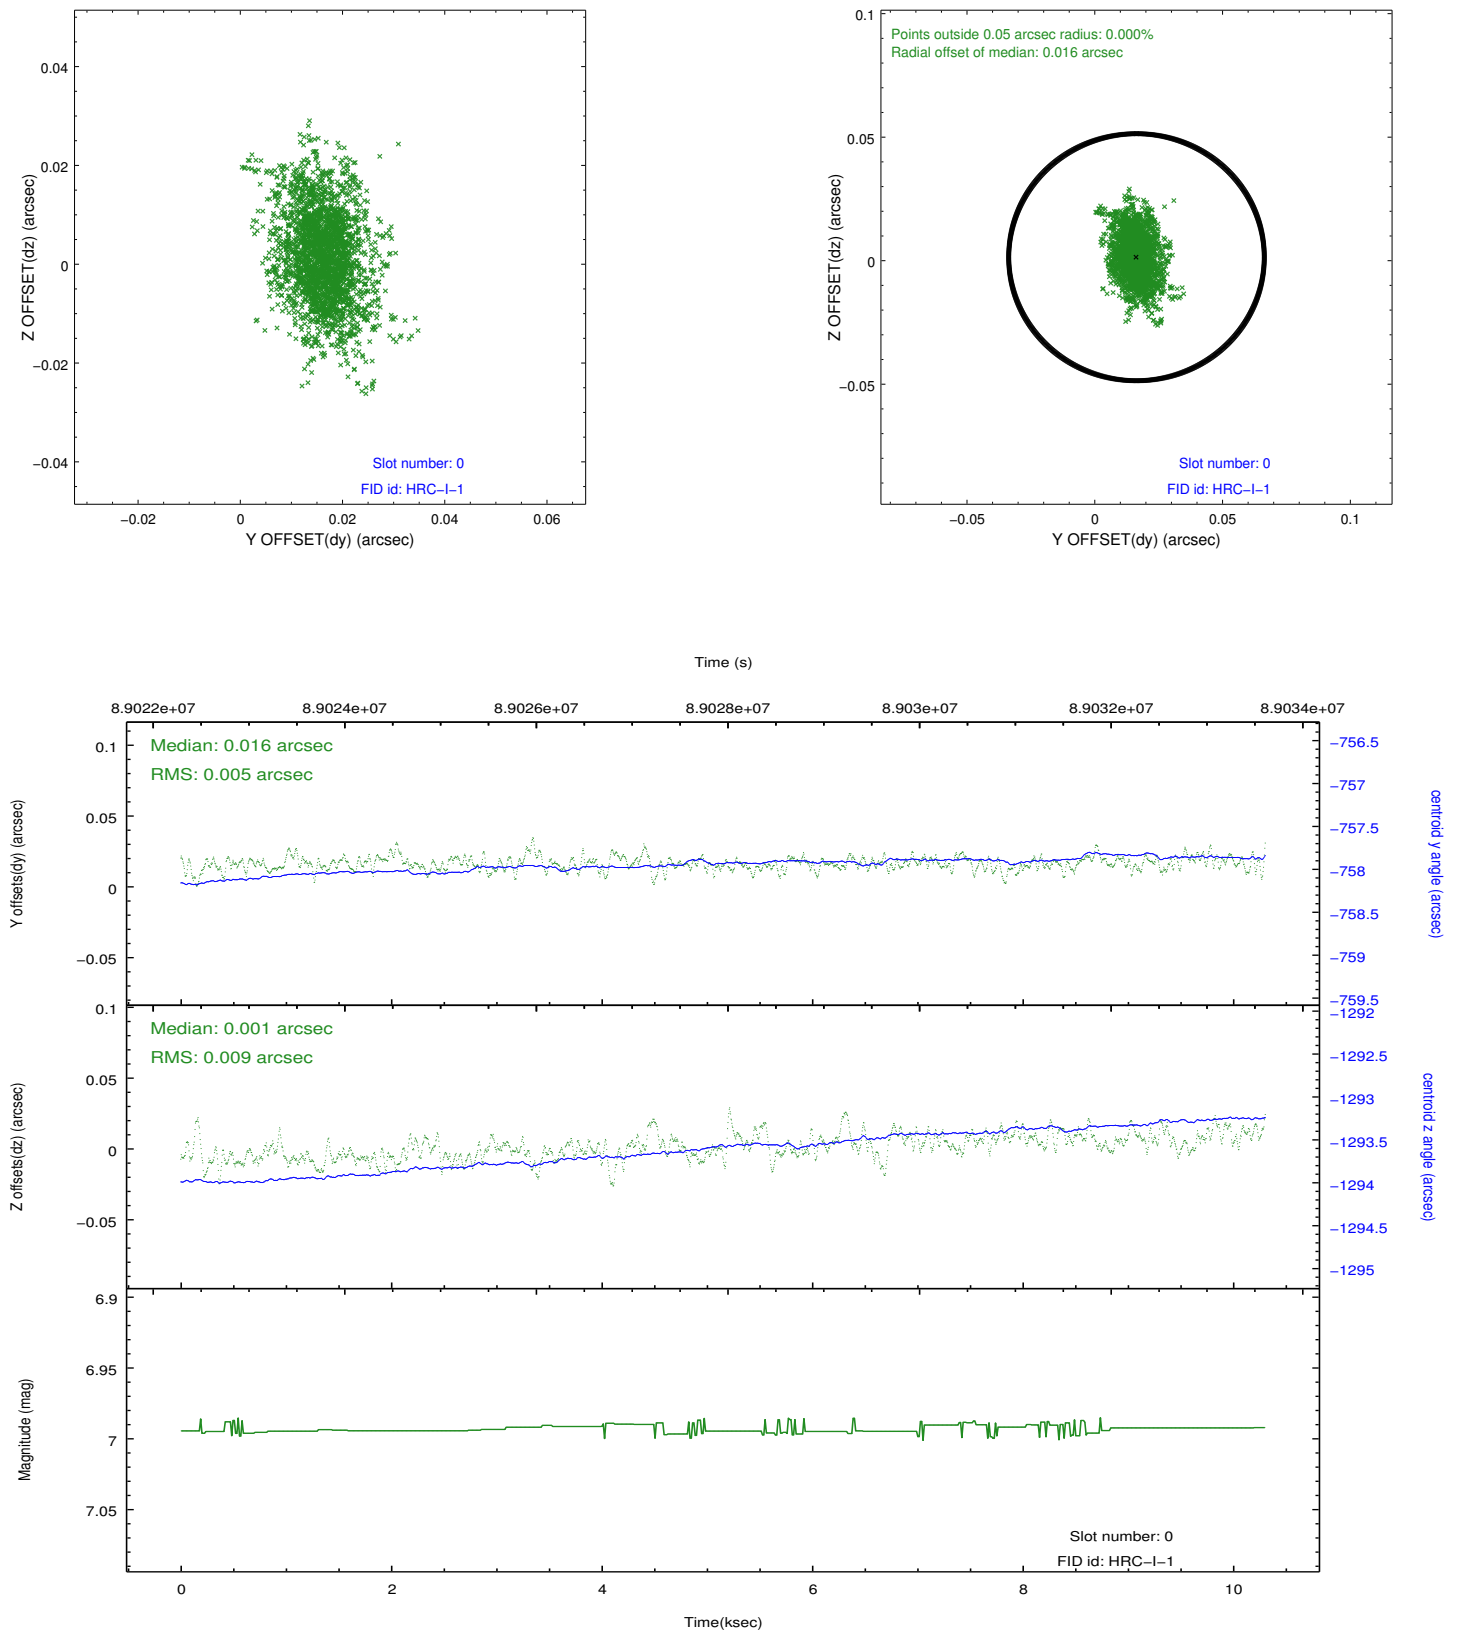 0.04
0.02
0
−0.02
−0.04
Z OFFSET(dz) (arcsec)
Slot number: 0
FID id: HRC−I−1
−0.02
0
0.02
0.04
0.06
Y OFFSET(dy) (arcsec)
Points outside 0.05 arcsec radius: 0.000%
Radial offset of median: 0.016 arcsec
0.1
0.05
0
−0.05
Z OFFSET(dz) (arcsec)
Slot number: 0
FID id: HRC−I−1
−0.05
0
0.05
0.1
Y OFFSET(dy) (arcsec)
Time (s)
8.9022e+07
8.9024e+07
8.9026e+07
8.9028e+07
8.903e+07
8.9032e+07
8.9034e+07
Median: 0.016 arcsec
RMS: 0.005 arcsec
0.1
0.05
0
−0.05
Y offsets(dy) (arcsec)
−756.5
−757
−757.5
−758
−758.5
−759
−759.5
centroid y angle (arcsec)
Median: 0.001 arcsec
RMS: 0.009 arcsec
0.1
0.05
0
−0.05
Z offsets(dz) (arcsec)
−1292
−1292.5
−1293
−1293.5
−1294
−1294.5
−1295
centroid z angle (arcsec)
6.9
6.95
7
7.05
Magnitude (mag)
Slot number: 0
FID id: HRC−I−1
0
2
4
6
8
10
Time(ksec)